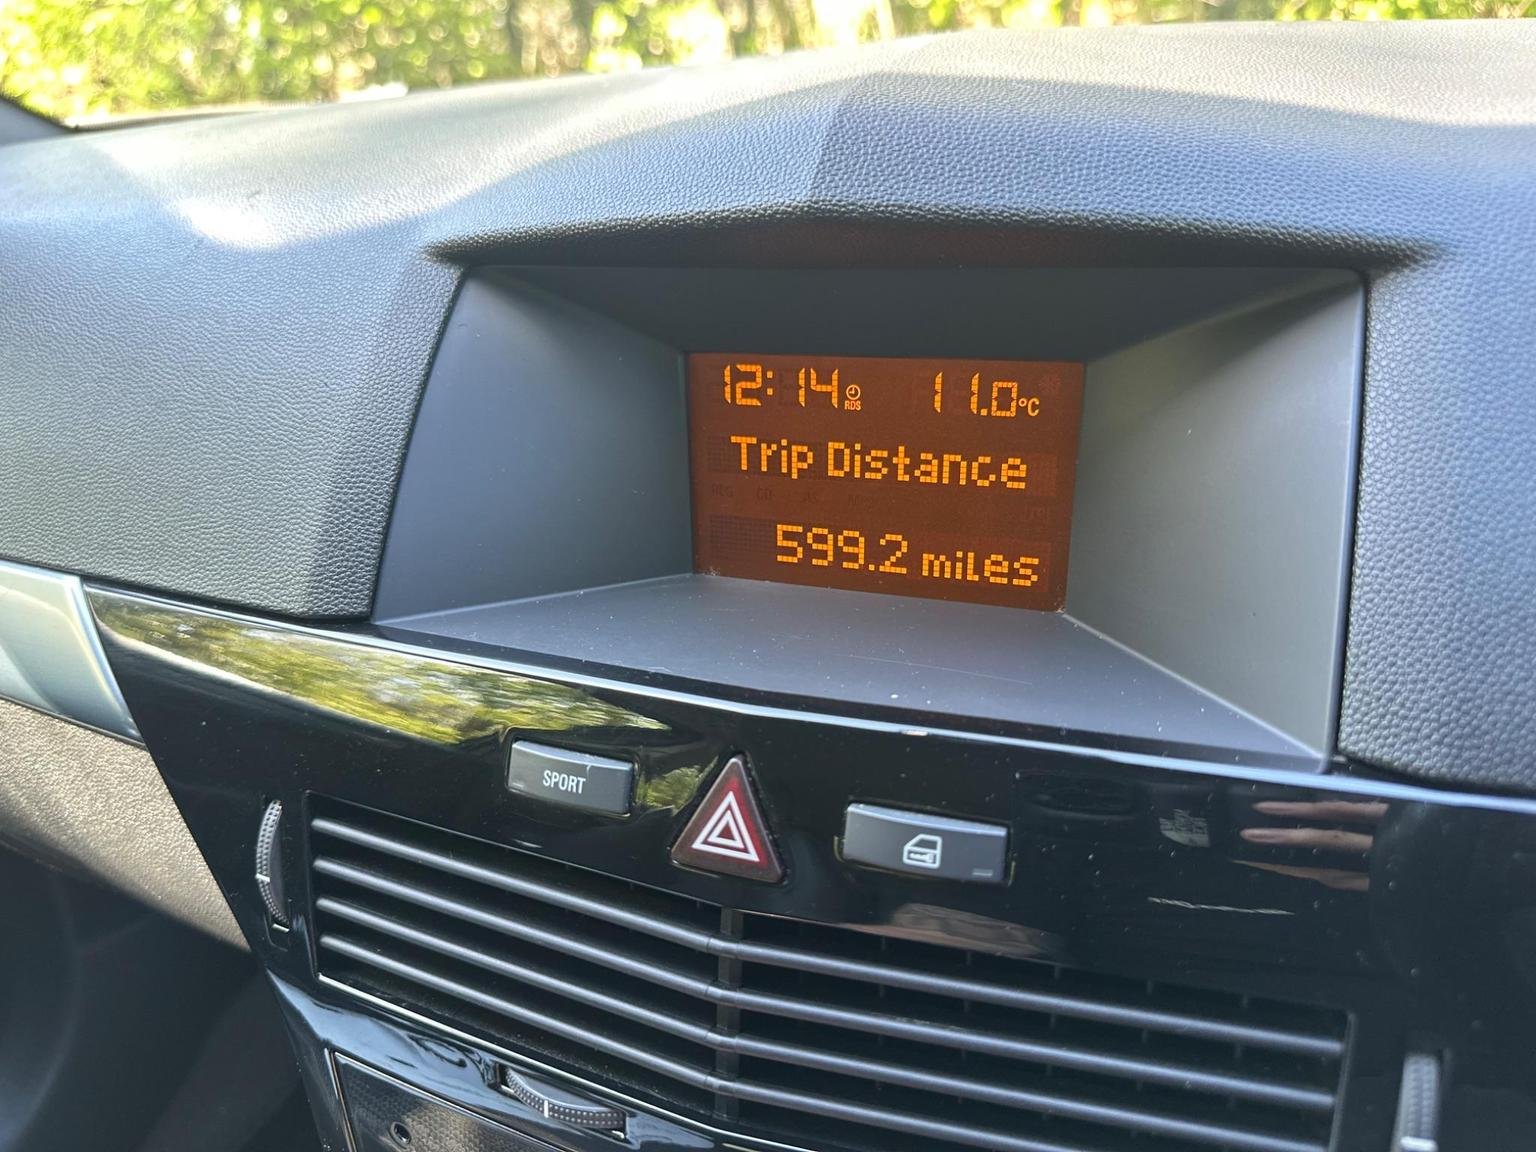 12:14 RDS 11.0°C
Trip Distance
599.2 miles
SPORT